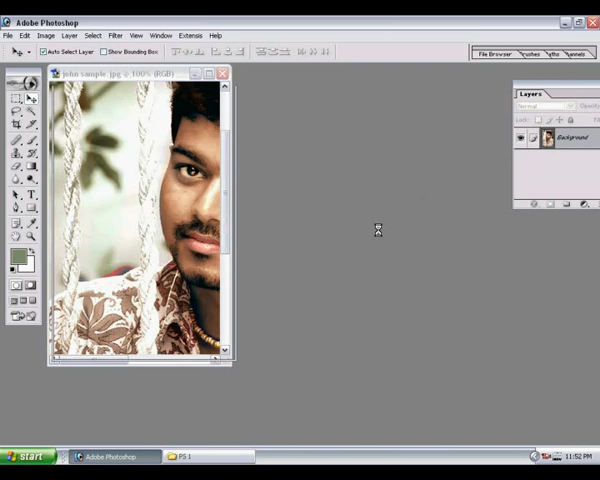 Adobe Photoshop
File Edit Image Layer Select Filter View Window Extensis Help
Auto Select Layer Show Bounding Box
File Browser Brushes Paths Channels
john sample.jpg @ 100% (RGB)
Layers
Normal Opacity:
Lock: Fill:
Background
start Adobe Photoshop PS 1 11:52 PM